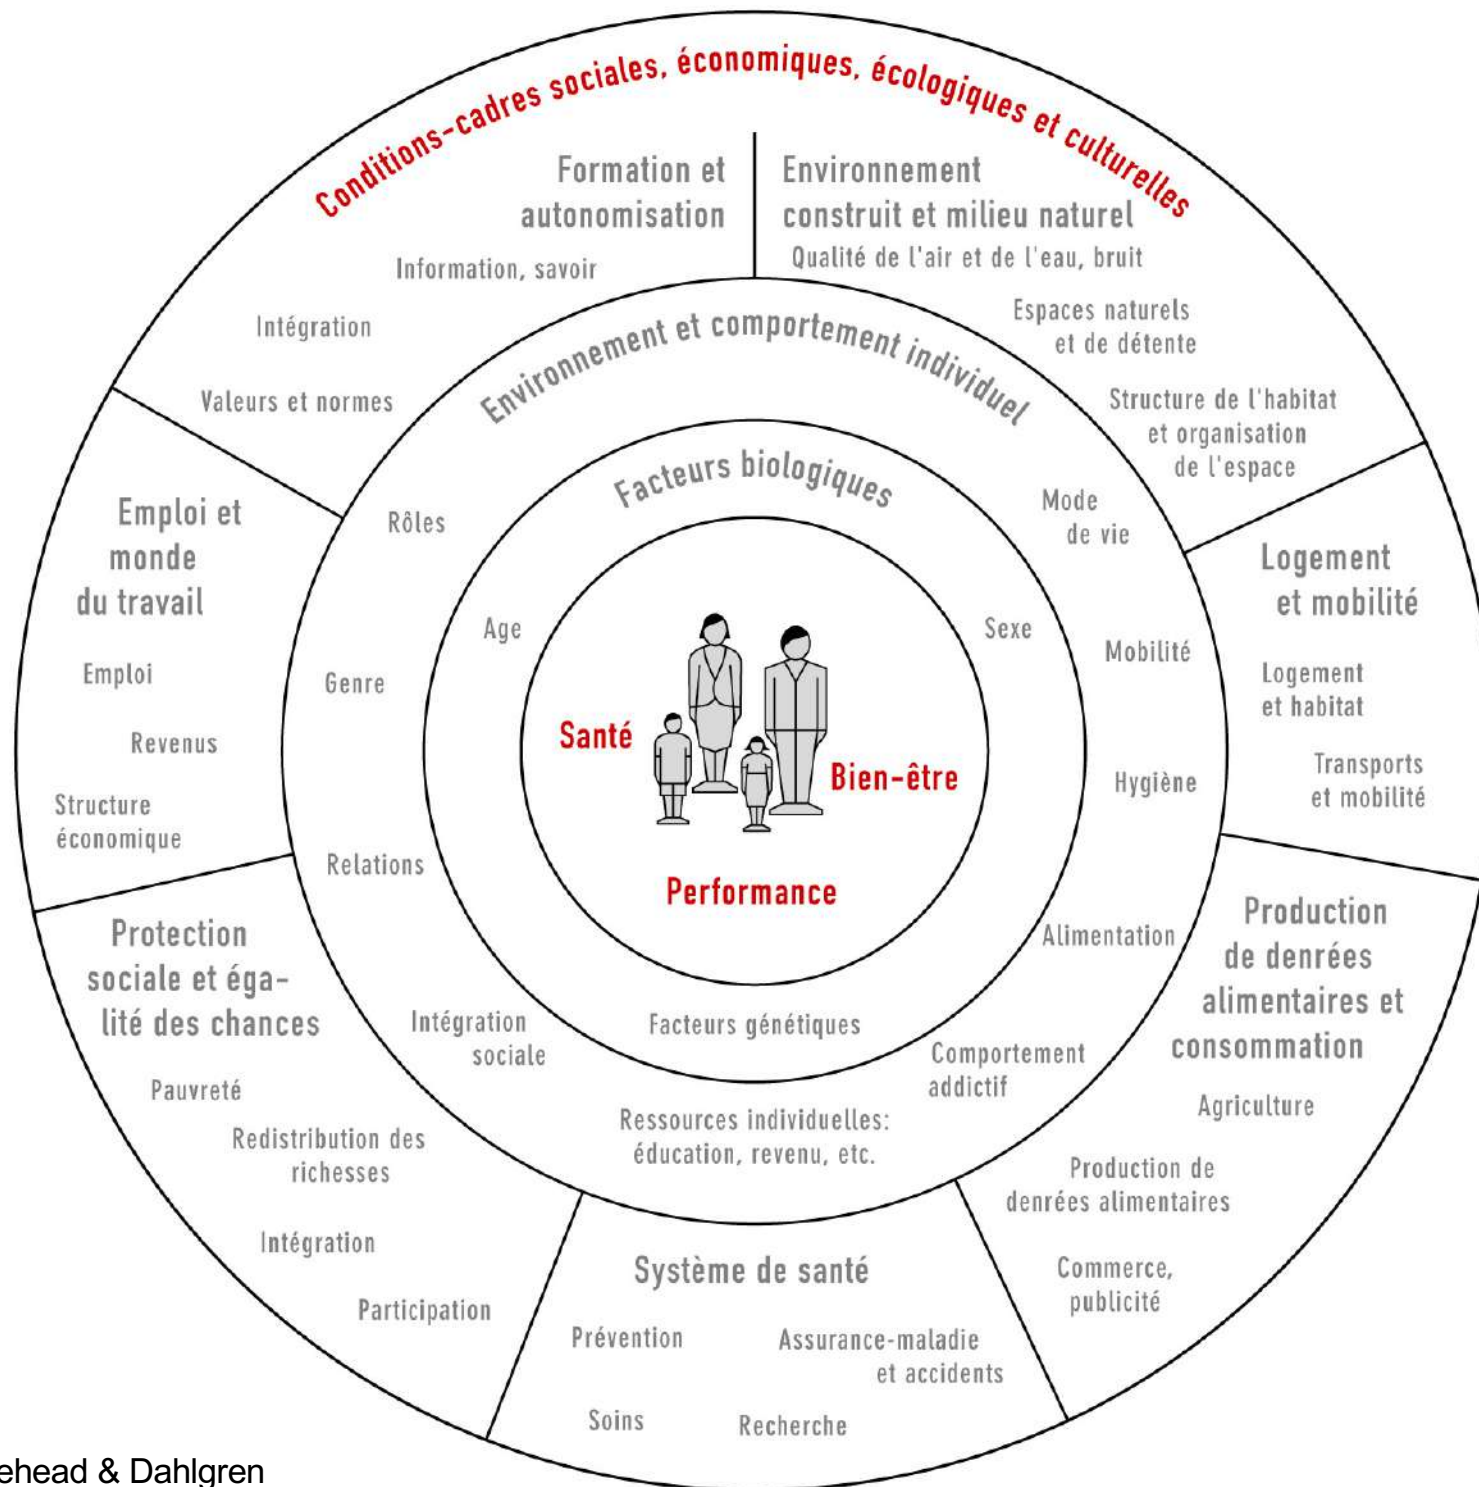 Conditions-cadres sociales, économiques, écologiques et culturelles
Formation et
autonomisation
Information, savoir
Intégration
Valeurs et normes
Environnement
construit et milieu naturel
Qualité de l'air et de l'eau, bruit
Espaces naturels
et de détente
Structure de l'habitat
et organisation
de l'espace
Environnement et comportement individuel
Facteurs biologiques
Emploi et
monde
du travail
Emploi
Revenus
Structure
économique
Rôles
Genre
Relations
Intégration
sociale
Age
Sexe
Mode
de vie
Mobilité
Hygiène
Alimentation
Comportement
addictif
Logement
et mobilité
Logement
et habitat
Transports
et mobilité
Santé
Bien-être
Performance
Facteurs génétiques
Ressources individuelles:
éducation, revenu, etc.
Protection
sociale et éga-
lité des chances
Pauvreté
Redistribution des
richesses
Intégration
Participation
Production
de denrées
alimentaires et
consommation
Agriculture
Production de
denrées alimentaires
Commerce,
publicité
Système de santé
Prévention
Assurance-maladie
et accidents
Soins
Recherche
ehead & Dahlgren